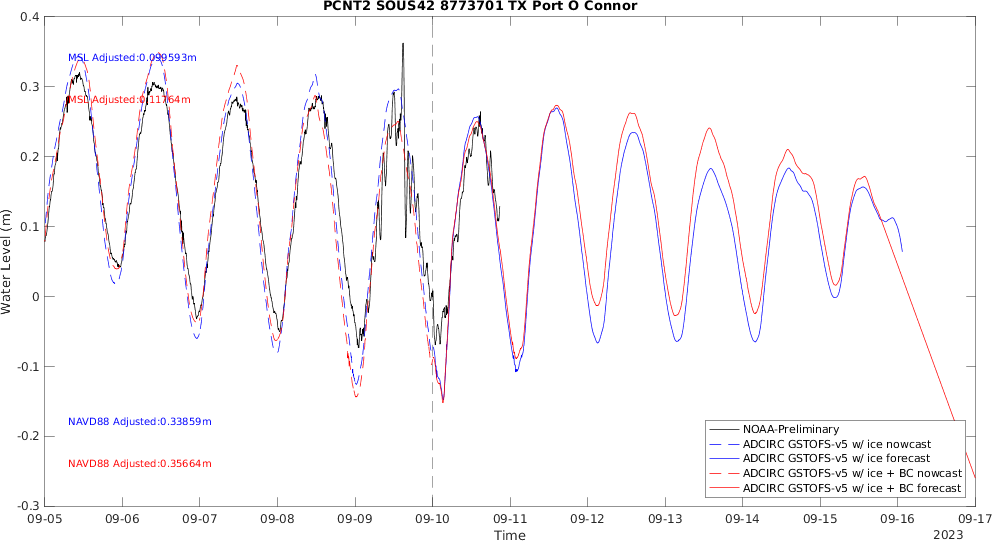 PCNT2 SOUS42 8773701 TX Port O Connor
0.4
0.3
0.2
0.1
0
-0.1
-0.2
-0.3
Water Level (m)
MSL Adjusted:0.099593m
MSL Adjusted:0.11764m
NAVD88 Adjusted:0.33859m
NAVD88 Adjusted:0.35664m
NOAA-Preliminary
ADCIRC GSTOFS-v5 w/ ice nowcast
ADCIRC GSTOFS-v5 w/ ice forecast
ADCIRC GSTOFS-v5 w/ ice + BC nowcast
ADCIRC GSTOFS-v5 w/ ice + BC forecast
09-05 09-06 09-07 09-08 09-09 09-10 09-11 09-12 09-13 09-14 09-15 09-16 09-17
Time
2023